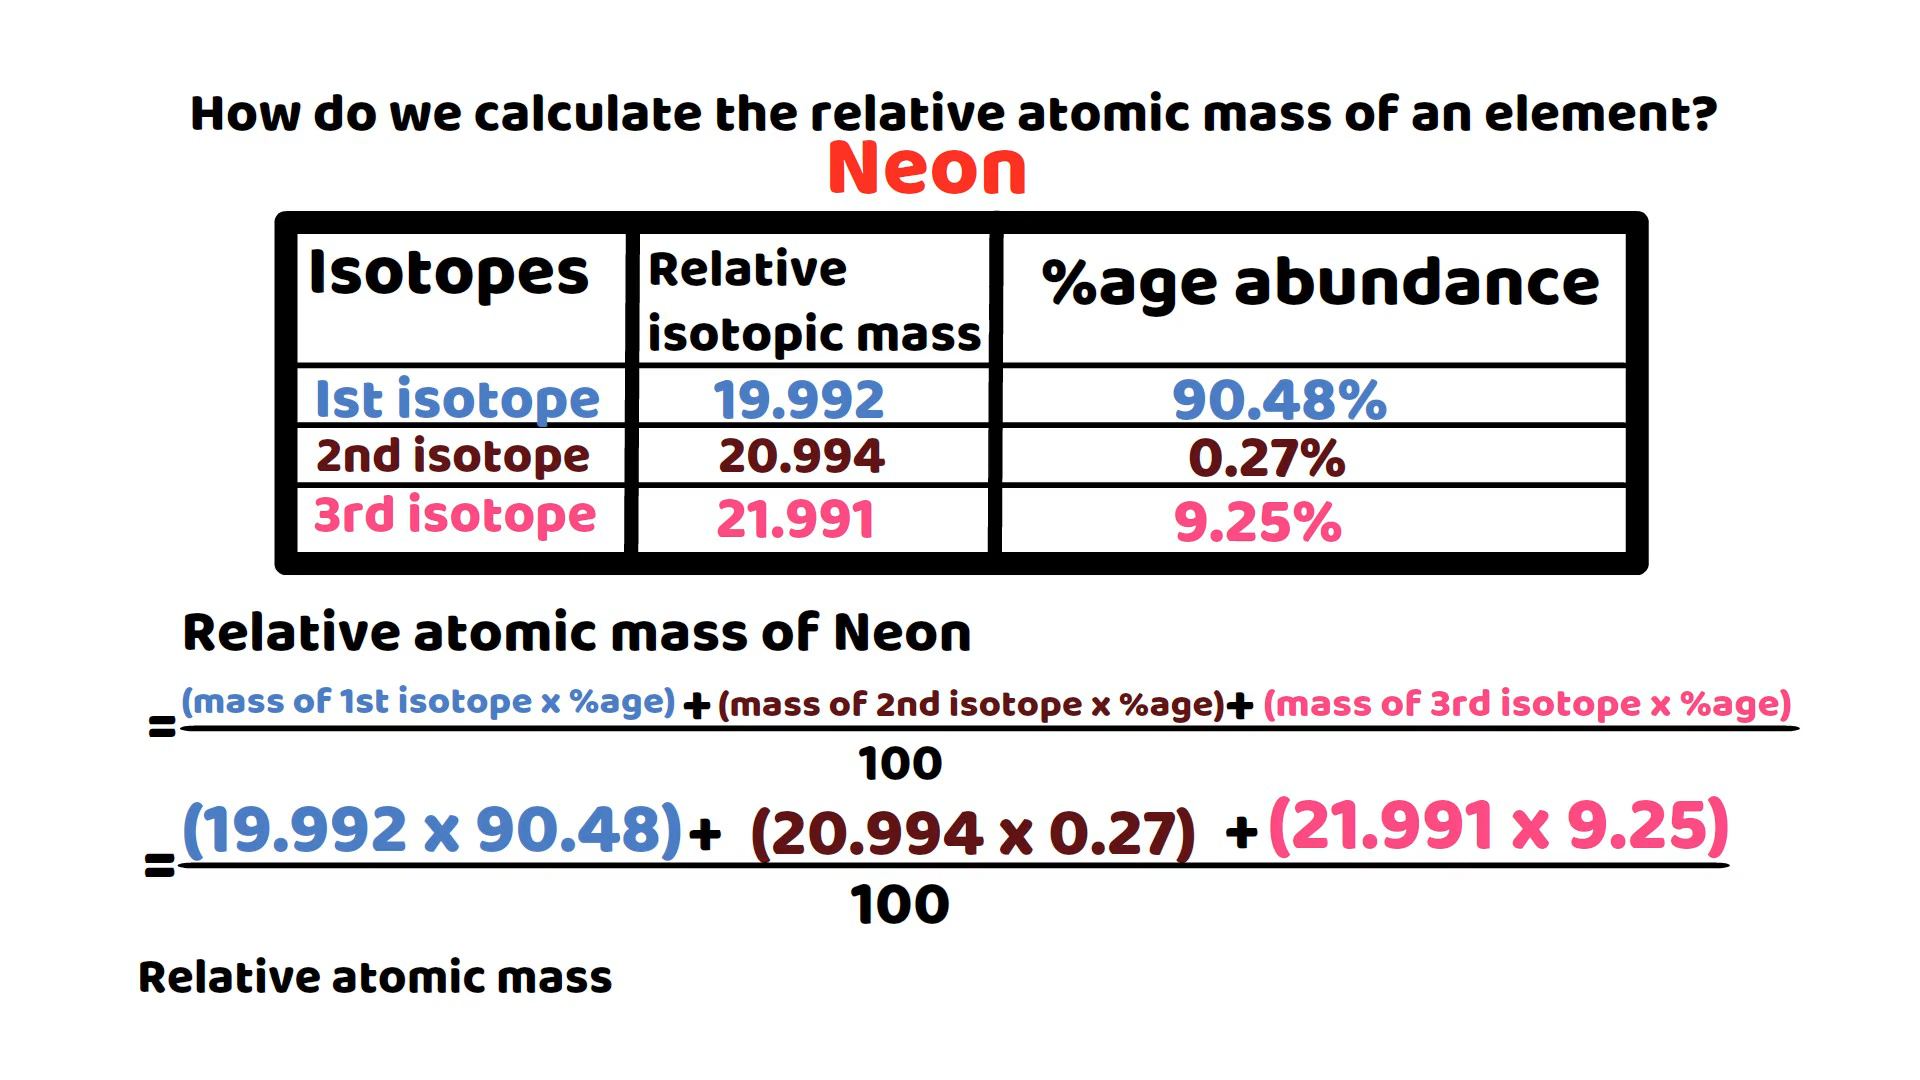 How do we calculate the relative atomic mass of an element?
Neon
Isotopes Relative isotopic mass %age abundance
1st isotope 19.992 90.48%
2nd isotope 20.994 0.27%
3rd isotope 21.991 9.25%
Relative atomic mass of Neon
= (mass of 1st isotope x %age) + (mass of 2nd isotope x %age) + (mass of 3rd isotope x %age)
100
= (19.992 x 90.48) + (20.994 x 0.27) + (21.991 x 9.25)
100
Relative atomic mass